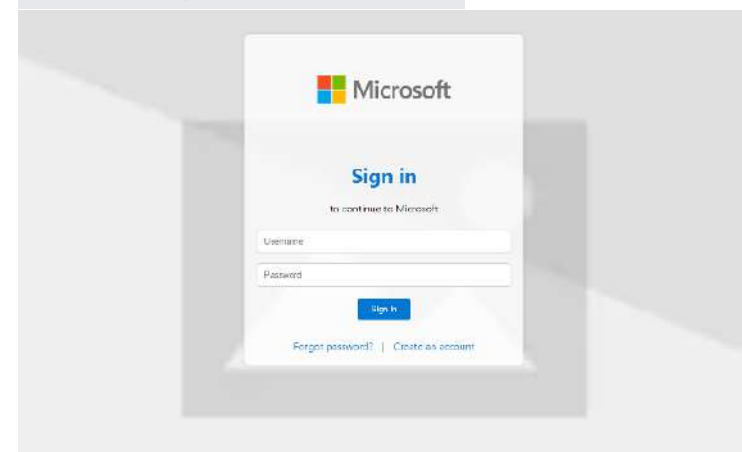 Microsoft
Sign in
to continue to Microsoft
Username
Password
Sign in
Forgot password? | Create an account